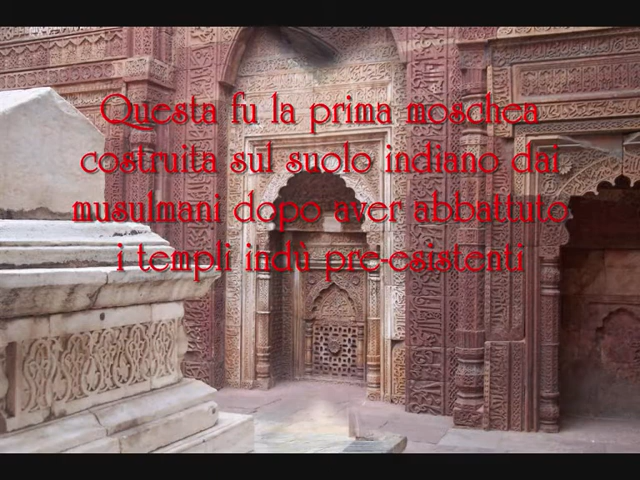 Questa fu la prima moschea
costruita sul suolo indiano dai
musulmani dopo aver abbattuto
i templi indù pre-esistenti